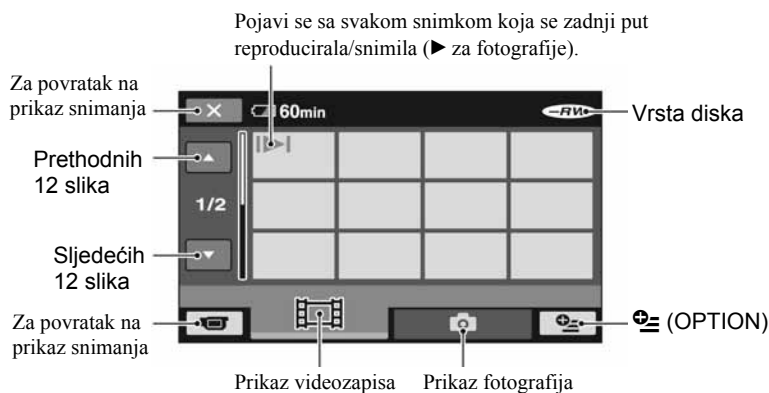 Pojavi se sa svakom snimkom koja se zadnji put
reproducirala/snimila (▶ za fotografije).
Za povratak na
prikaz snimanja
60min
-RW
Vrsta diska
Prethodnih
12 slika
1/2
Sljedećih
12 slika
Za povratak na
prikaz snimanja
(OPTION)
Prikaz videozapisa
Prikaz fotografija